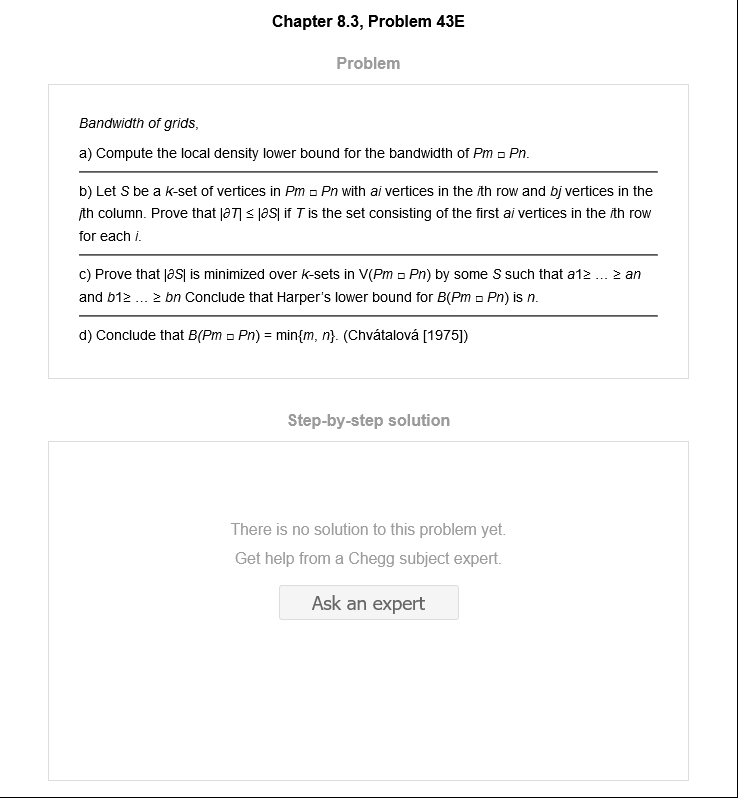 Chapter 8.3, Problem 43E
Problem
Bandwidth of grids,
a) Compute the local density lower bound for the bandwidth of Pm □ Pn.
b) Let S be a k-set of vertices in Pm □ Pn with ai vertices in the ith row and bj vertices in the
jth column. Prove that |∂T| ≤ |∂S| if T is the set consisting of the first ai vertices in the ith row
for each i.
c) Prove that |∂S| is minimized over k-sets in V(Pm □ Pn) by some S such that a1≥ ... ≥ an
and b1≥ ... ≥ bn Conclude that Harper's lower bound for B(Pm □ Pn) is n.
d) Conclude that B(Pm □ Pn) = min{m, n}. (Chvátalová [1975])
Step-by-step solution
There is no solution to this problem yet.
Get help from a Chegg subject expert.
Ask an expert